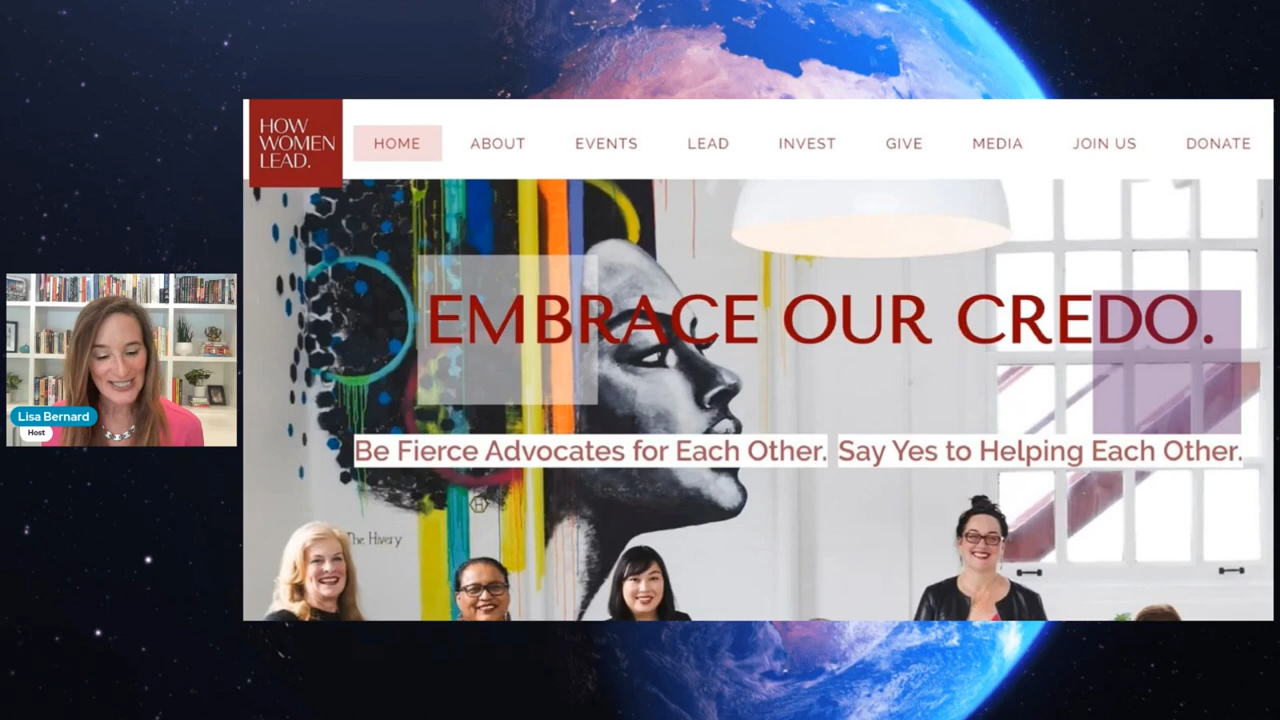 HOW
WOMEN
LEAD.
HOME ABOUT EVENTS LEAD INVEST GIVE MEDIA JOIN US DONATE
EMBRACE OUR CREDO.
Be Fierce Advocates for Each Other. Say Yes to Helping Each Other.
The Hivery
Lisa Bernard
Host